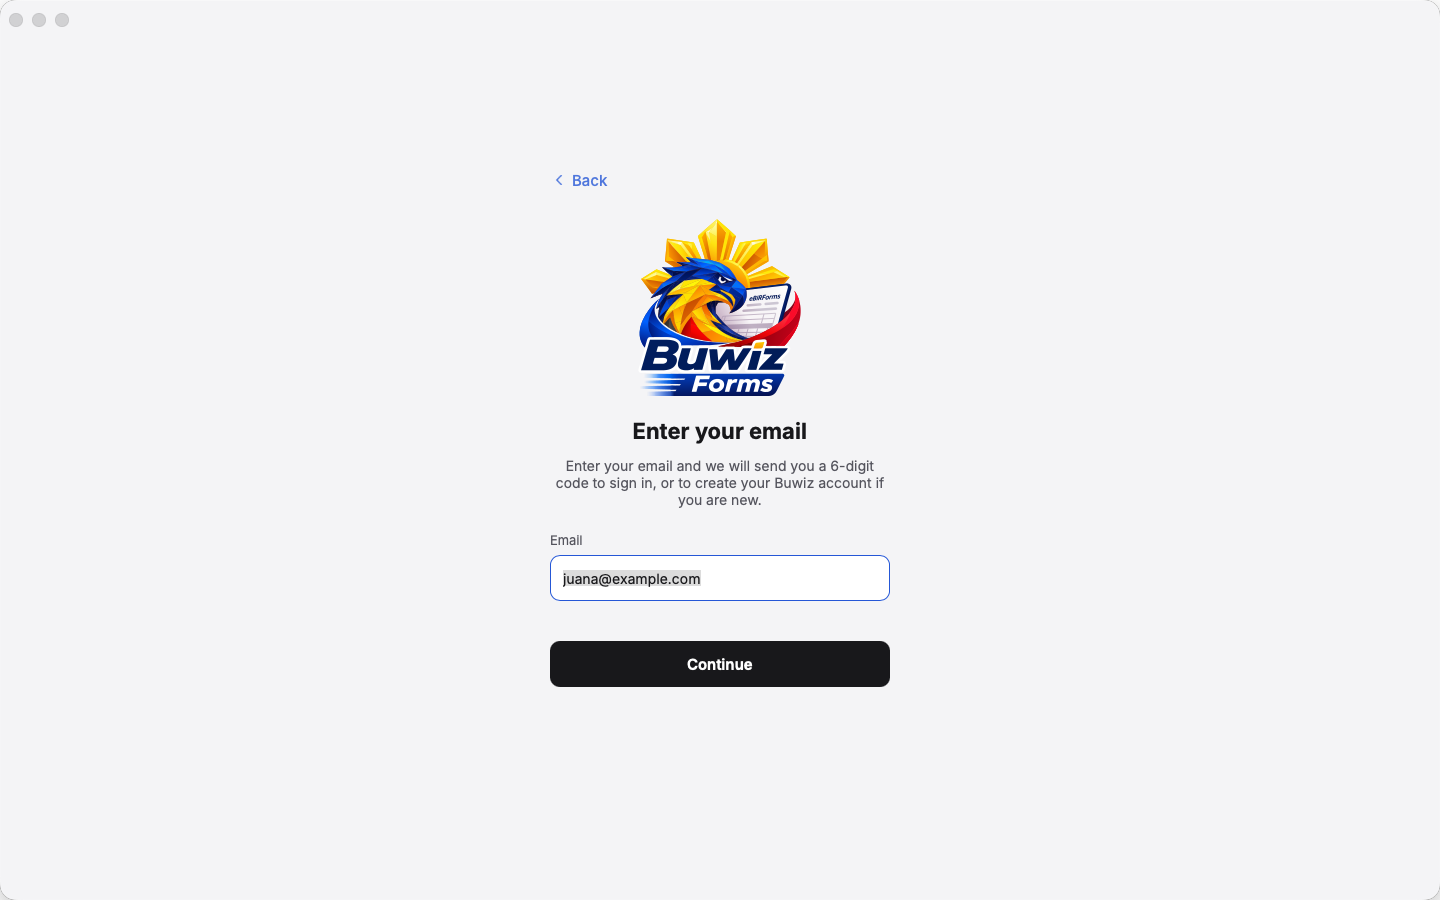 Back
eBIRForms
Buwiz
Forms
Enter your email
Enter your email and we will send you a 6-digit
code to sign in, or to create your Buwiz account if
you are new.
Email
juana@example.com
Continue